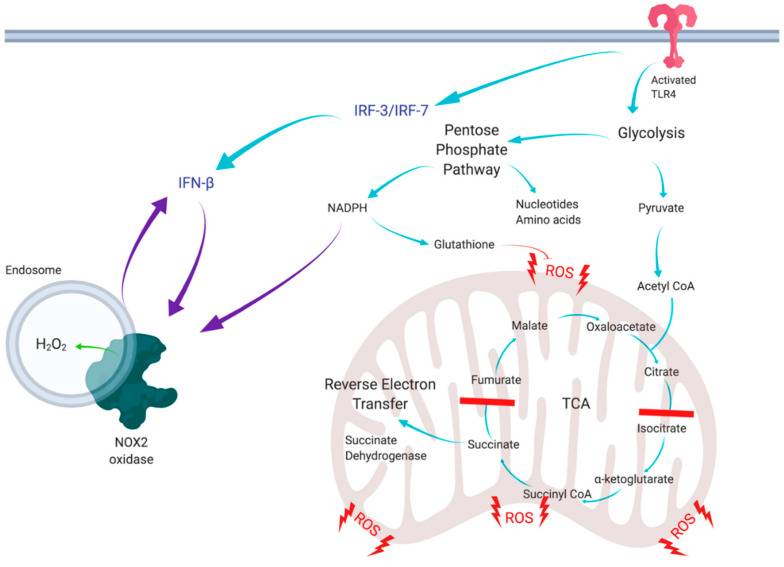 Activated
TLR4
IRF-3/IRF-7
Glycolysis
Pentose
Phosphate
Pathway
IFN-β
NADPH
Nucleotides
Amino acids
Pyruvate
Glutathione
ROS
Endosome
Acetyl CoA
H₂O₂
Malate
Oxaloacetate
Citrate
Fumurate
Reverse Electron
Transfer
TCA
NOX2
oxidase
Succinate
Dehydrogenase
Succinate
Isocitrate
α-ketoglutarate
Succinyl CoA
ROS
ROS
ROS